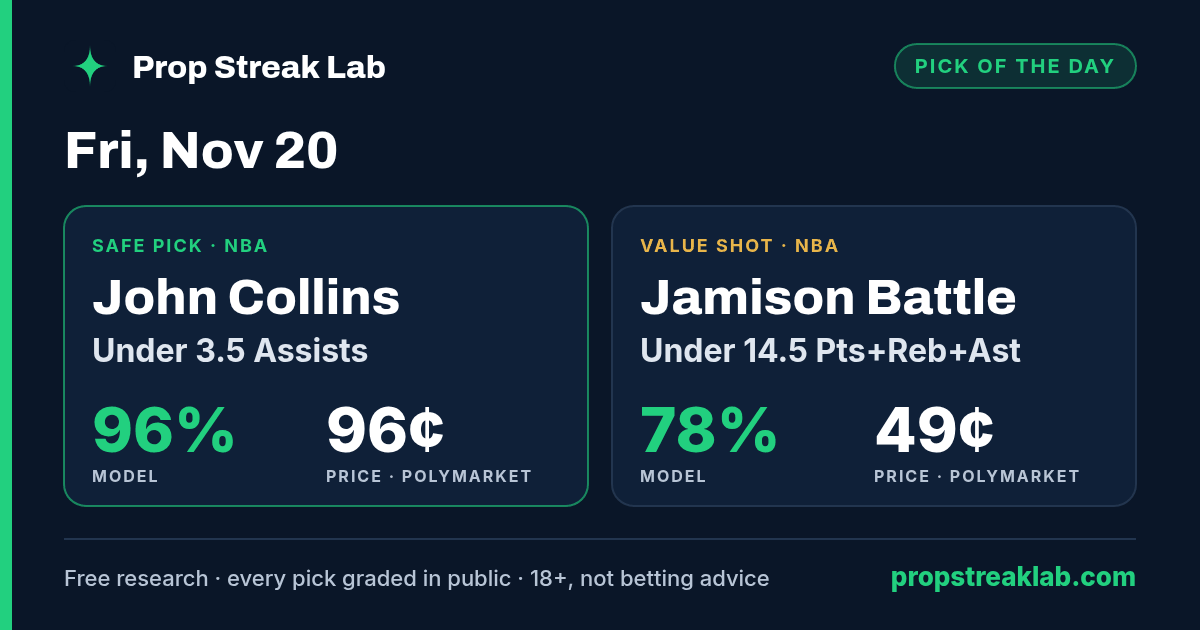 Prop Streak Lab
PICK OF THE DAY
Fri, Nov 20
SAFE PICK · NBA
John Collins
Under 3.5 Assists
96%
96¢
MODEL
PRICE · POLYMARKET
VALUE SHOT · NBA
Jamison Battle
Under 14.5 Pts+Reb+Ast
78%
49¢
MODEL
PRICE · POLYMARKET
Free research · every pick graded in public · 18+, not betting advice
propstreaklab.com